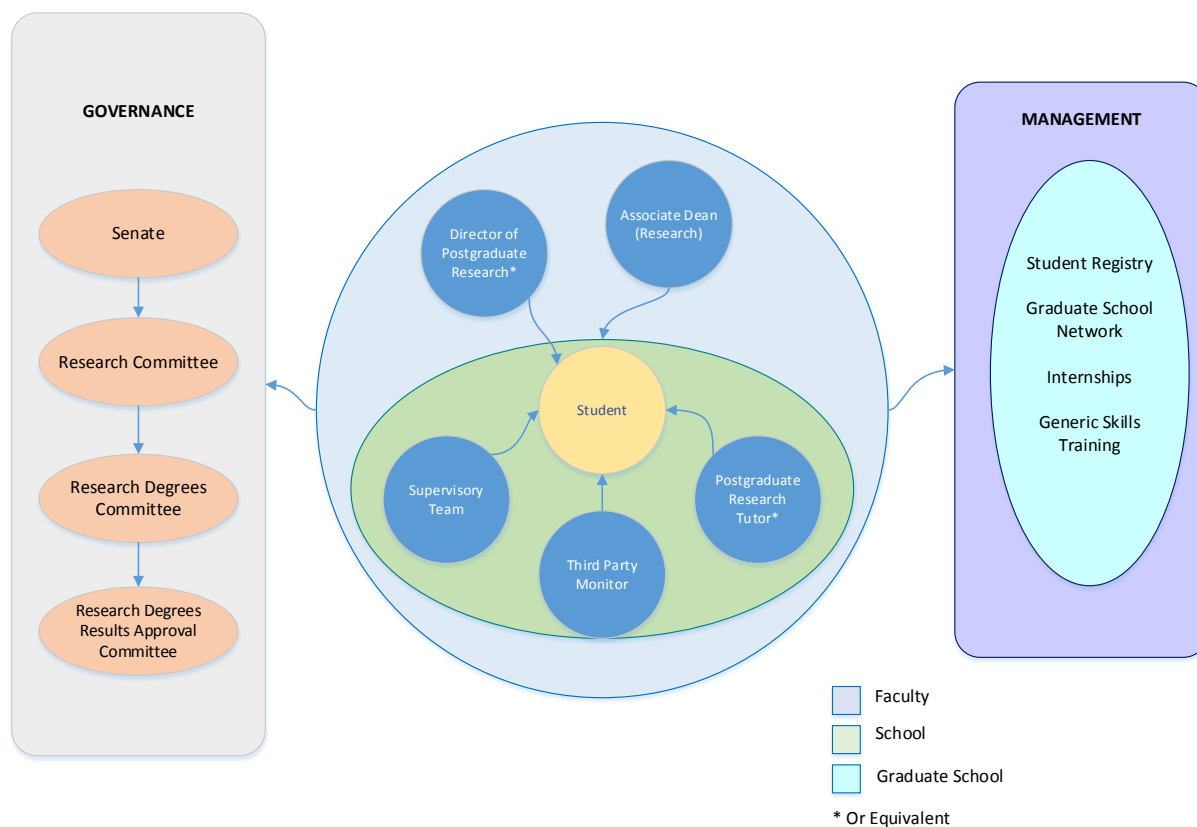 GOVERNANCE
Senate
Research Committee
Research Degrees
Committee
Research Degrees
Results Approval
Committee
Director of
Postgraduate
Research*
Associate Dean
(Research)
Student
Supervisory
Team
Third Party
Monitor
Postgraduate
Research
Tutor*
MANAGEMENT
Student Registry
Graduate School
Network
Internships
Generic Skills
Training
Faculty
School
Graduate School
* Or Equivalent